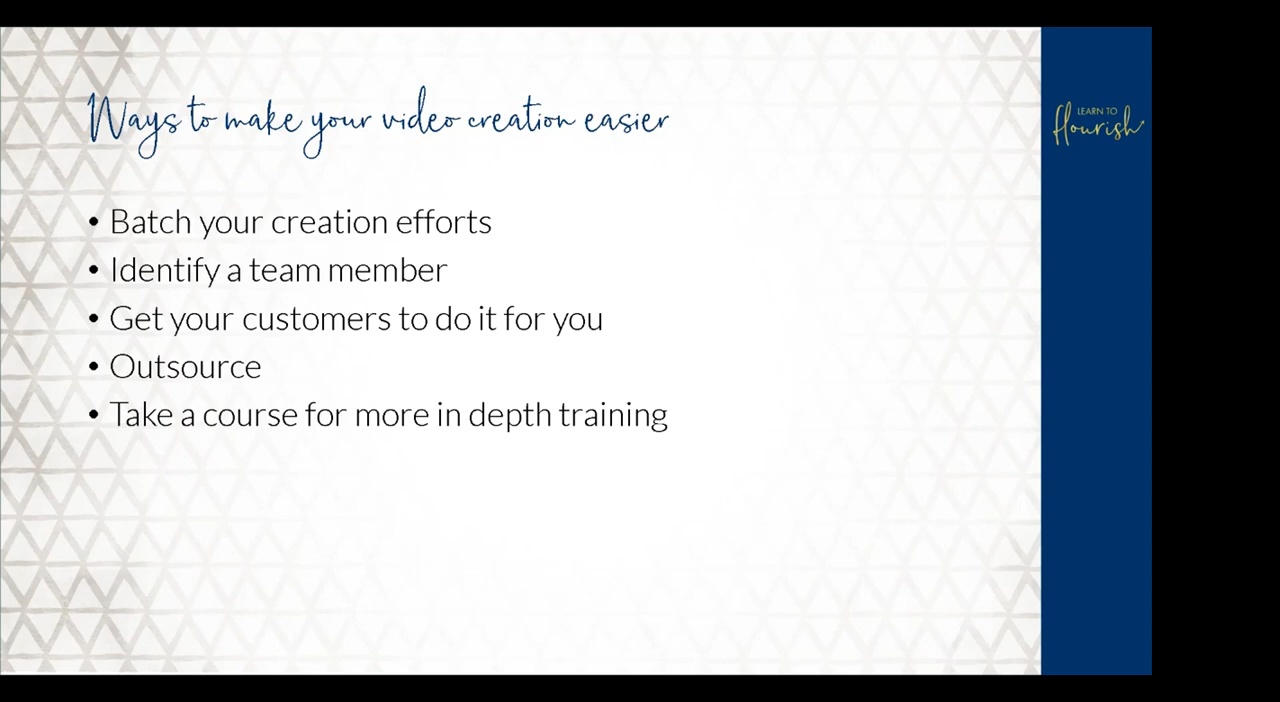 Ways to make your video creation easier
LEARN TO
flourish
• Batch your creation efforts
• Identify a team member
• Get your customers to do it for you
• Outsource
• Take a course for more in depth training